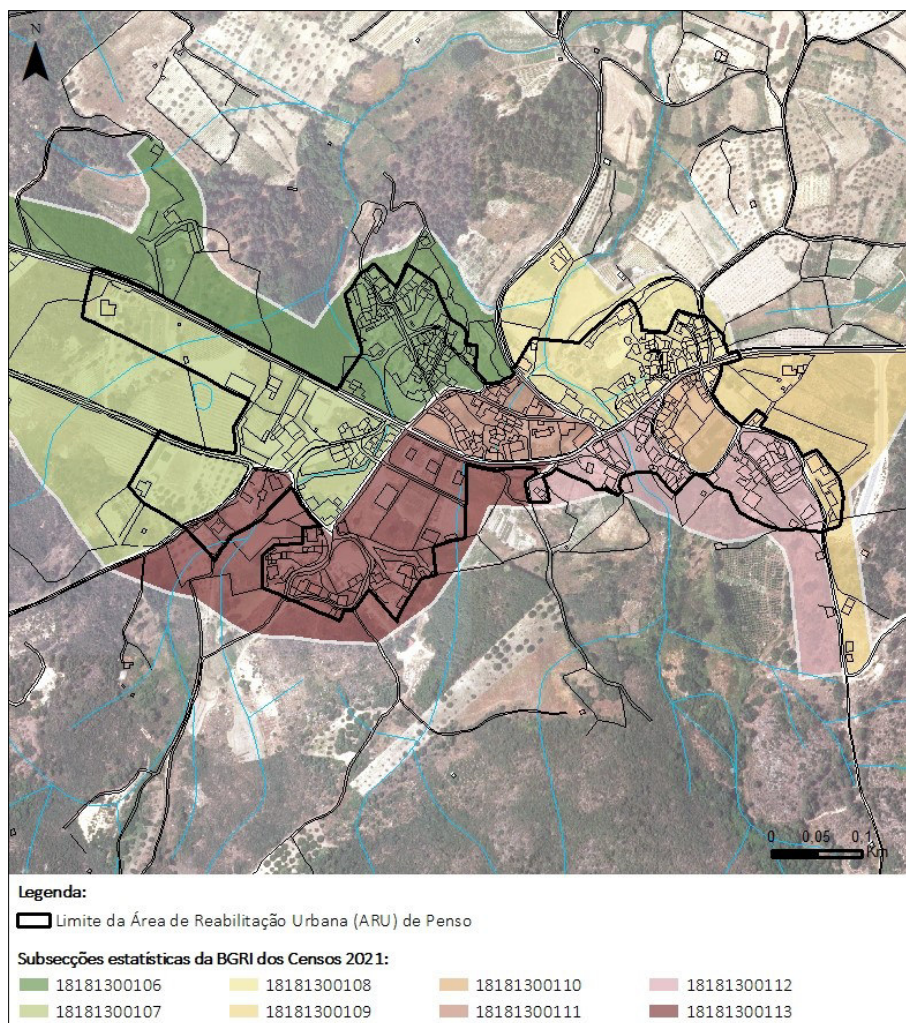 N
0 0,05 0,1
Km
Legenda:
Limite da Área de Reabilitação Urbana (ARU) de Penso
Subsecções estatísticas da BGRI dos Censos 2021:
18181300106 18181300108 18181300110 18181300112
18181300107 18181300109 18181300111 18181300113